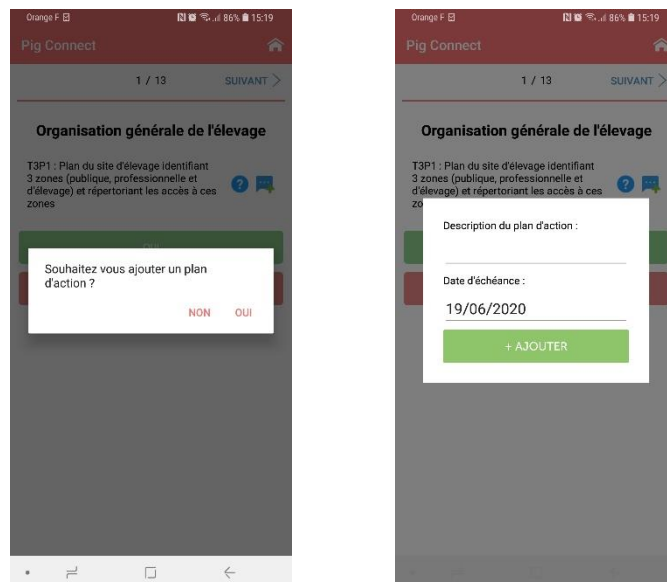 Orange F 86% 15:19
Pig Connect
1 / 13 SUIVANT >
Organisation générale de l'élevage
T3P1 : Plan du site d'élevage identifiant
3 zones (publique, professionnelle et
d'élevage) et répertoriant les accès à ces
zones
OUI
Souhaitez vous ajouter un plan
d'action ?
NON OUI
Orange F 86% 15:19
Pig Connect
1 / 13 SUIVANT >
Organisation générale de l'élevage
T3P1 : Plan du site d'élevage identifiant
3 zones (publique, professionnelle et
d'élevage) et répertoriant les accès à ces
zo
Description du plan d'action :
Date d'échéance :
19/06/2020
+ AJOUTER